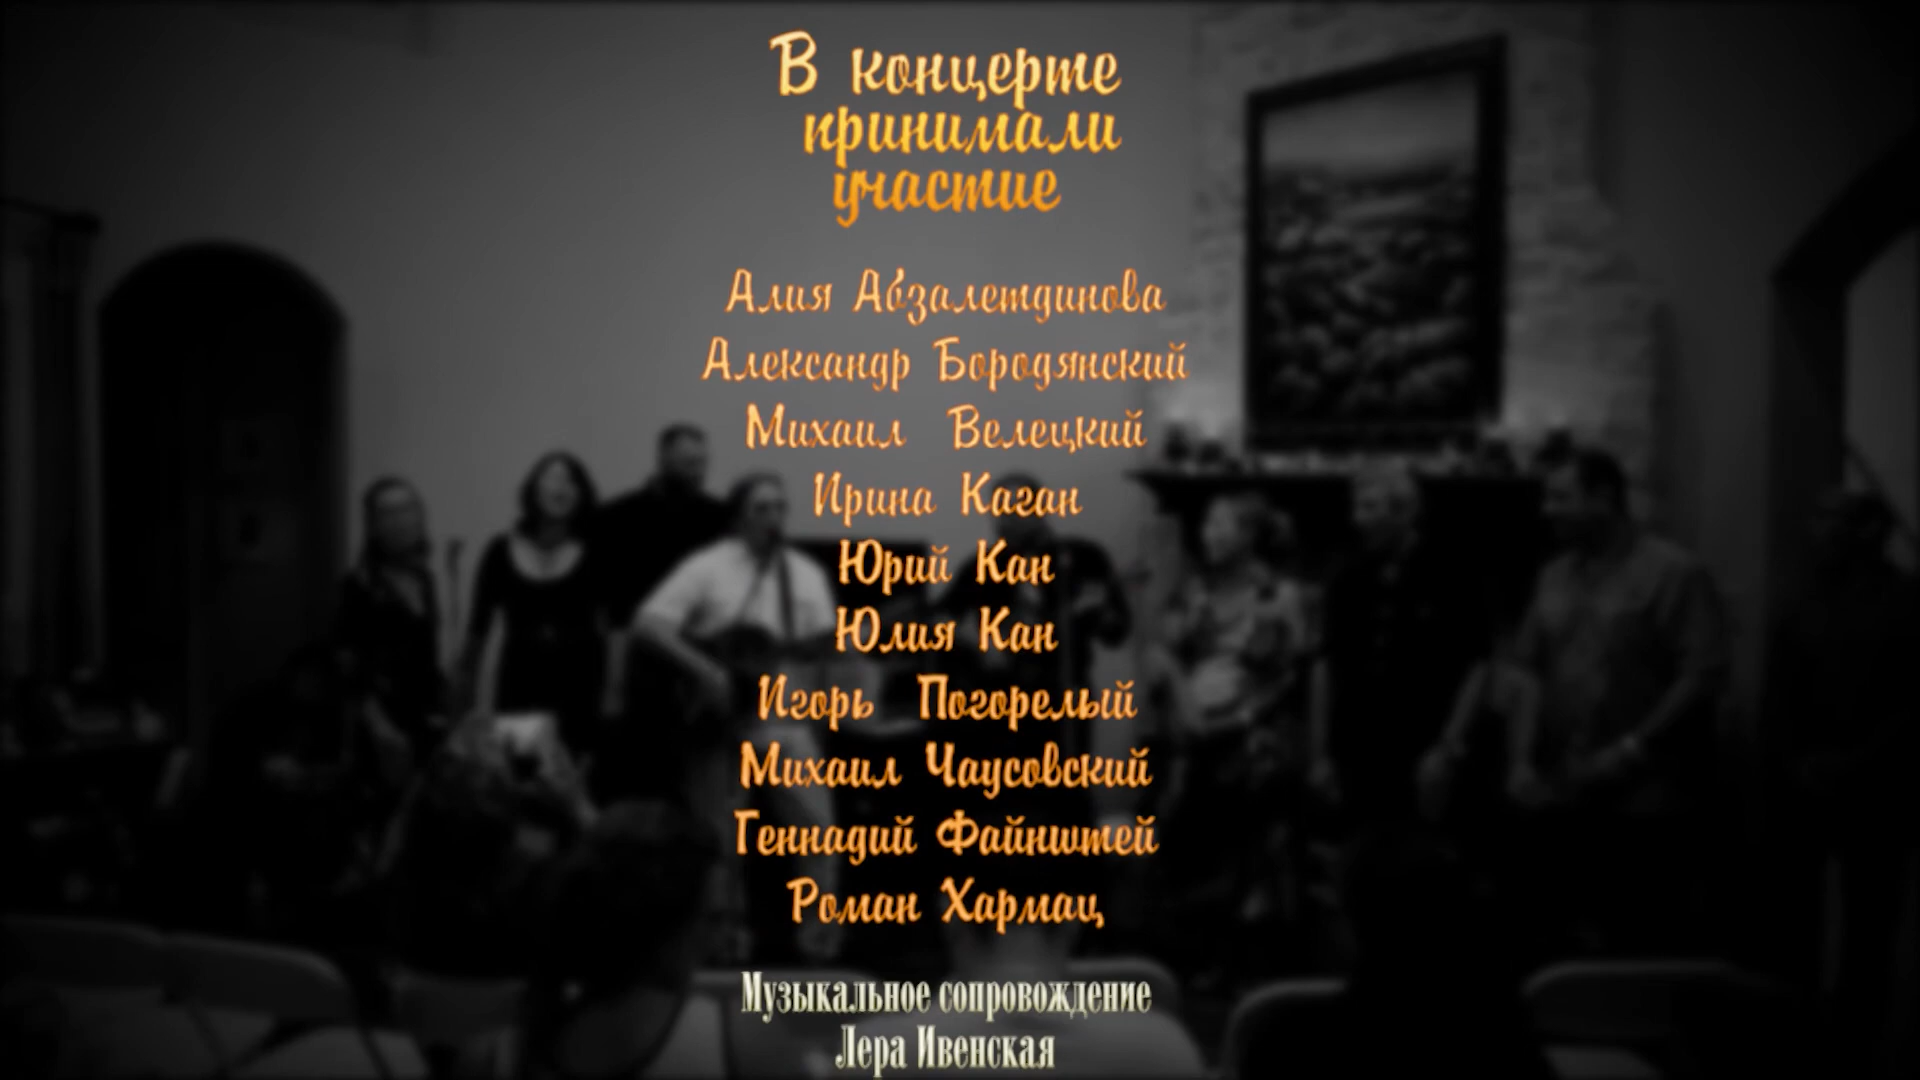 В концерте
принимали
участие
Алия Абзалетдинова
Александр Бородянский
Михаил Велецкий
Ирина Каган
Юрий Кан
Юлия Кан
Игорь Погорелый
Михаил Чаусовский
Геннадий Файнштей
Роман Хармац
Музыкальное сопровождение
Лера Ивенская